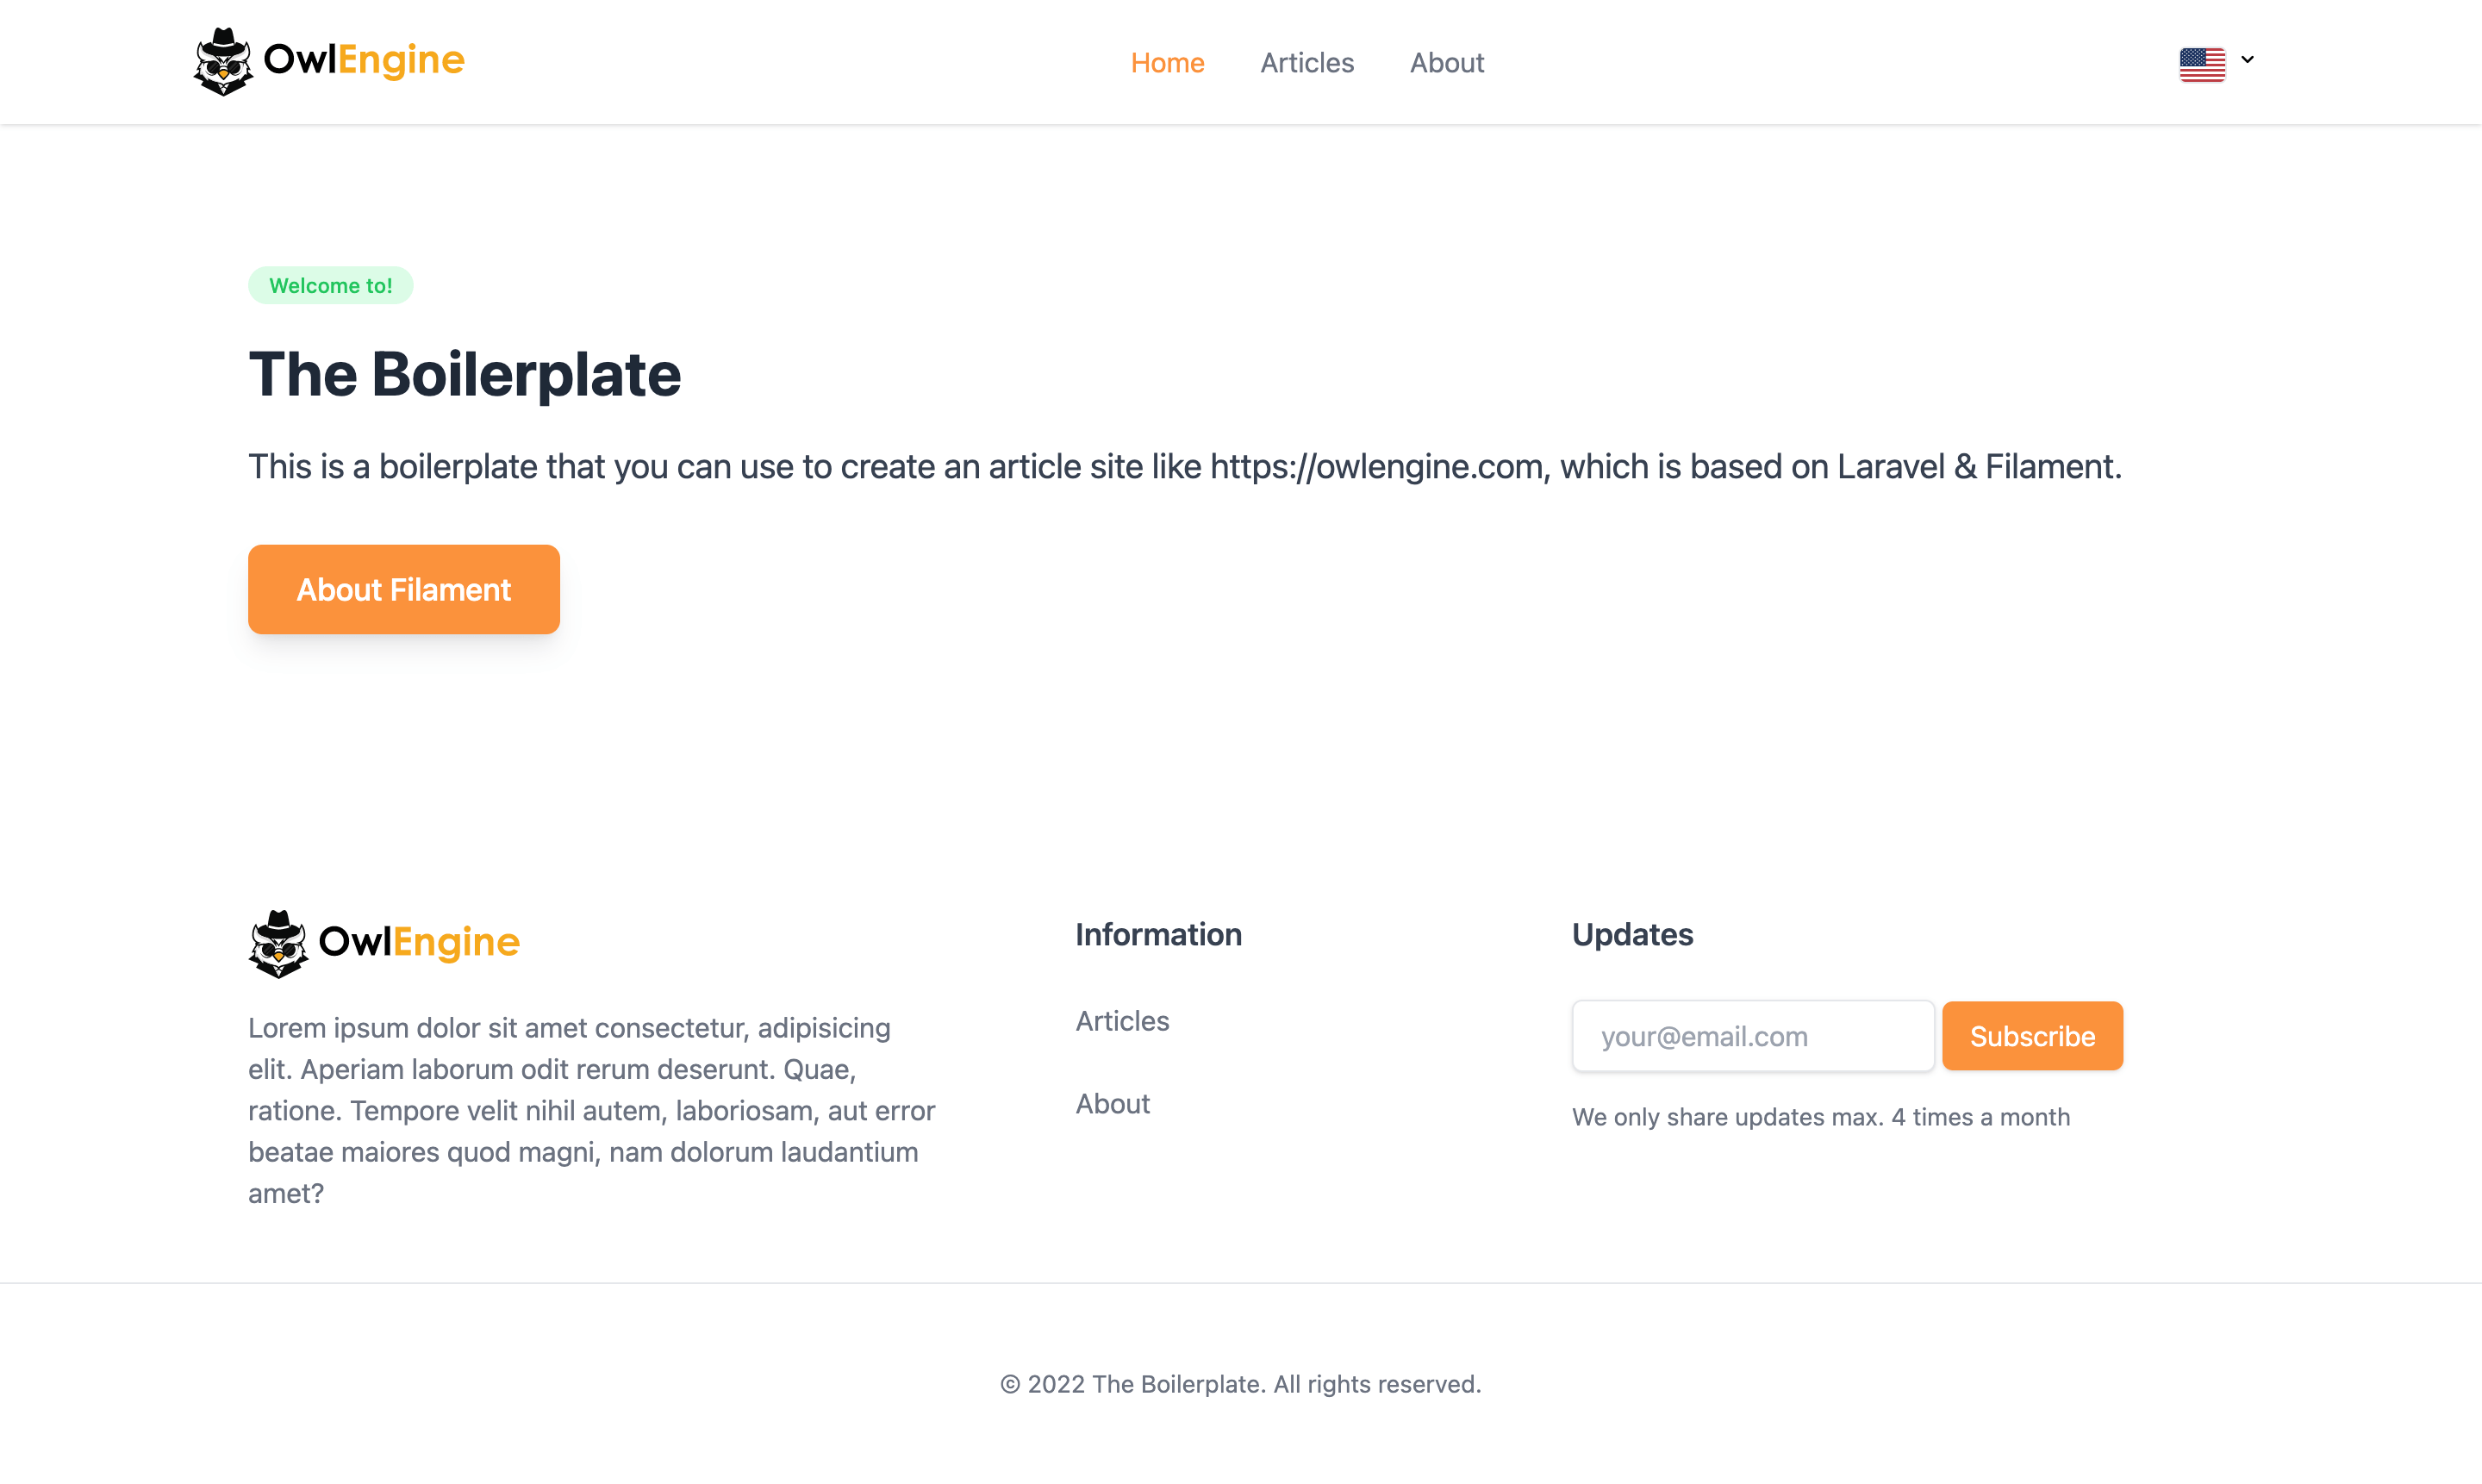 OwlEngine
Home Articles About
Welcome to!
The Boilerplate
This is a boilerplate that you can use to create an article site like https://owlengine.com, which is based on Laravel & Filament.
About Filament
OwlEngine
Lorem ipsum dolor sit amet consectetur, adipisicing
elit. Aperiam laborum odit rerum deserunt. Quae,
ratione. Tempore velit nihil autem, laboriosam, aut error
beatae maiores quod magni, nam dolorum laudantium
amet?
Information
Articles
About
Updates
your@email.com Subscribe
We only share updates max. 4 times a month
© 2022 The Boilerplate. All rights reserved.